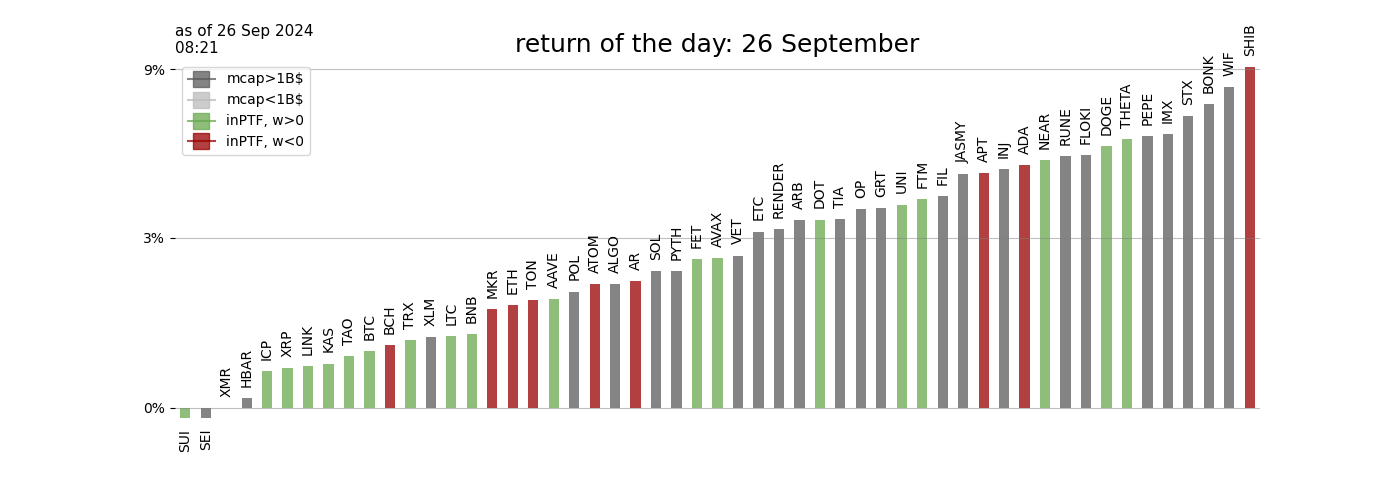 as of 26 Sep 2024
08:21
return of the day: 26 September
9%
3%
0%
mcap>1B$
mcap<1B$
inPTF, w>0
inPTF, w<0
SUI
SEI
XMR
HBAR
ICP
XRP
LINK
KAS
TAO
BTC
BCH
TRX
XLM
LTC
BNB
MKR
ETH
TON
AAVE
POL
ATOM
ALGO
AR
SOL
PYTH
FET
AVAX
VET
ETC
RENDER
ARB
DOT
TIA
OP
GRT
UNI
FTM
FIL
JASMY
APT
INJ
ADA
NEAR
RUNE
FLOKI
DOGE
THETA
PEPE
IMX
STX
BONK
WIF
SHIB